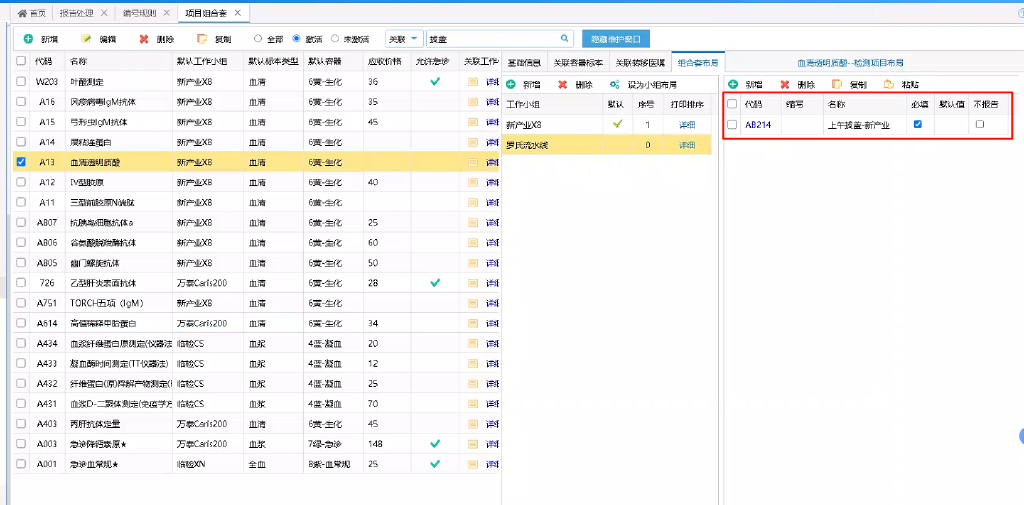 首页 报告处理 编号规则 项目组合套
新增 编辑 删除 复制 全部 激活 未激活 关联 拔盖 隐藏维护窗口
代码 名称 默认工作小组 默认标本类型 默认容器 应收价格 允许急诊 关联工作
W203 叶酸测定 新产业X8 血清 6黄-生化 36 详细
A16 风疹病毒IgM抗体 新产业X8 血清 6黄-生化 35 详细
A15 弓形虫IgM抗体 新产业X8 血清 6黄-生化 45 详细
A14 层粘连蛋白 新产业X8 血清 6黄-生化 详细
A13 血清透明质酸 新产业X8 血清 6黄-生化 详细
A12 IV型胶原 新产业X8 血清 6黄-生化 40 详细
A11 三型前胶原N端肽 新产业X8 血清 6黄-生化 详细
A807 抗胰岛细胞抗体a 新产业X8 血清 6黄-生化 25 详细
A806 谷氨酸脱羧酶抗体 新产业X8 血清 6黄-生化 60 详细
A805 幽门螺旋抗体 新产业X8 血清 6黄-生化 50 详细
726 乙型肝炎表面抗体 万泰Caris200 血清 6黄-生化 28 详细
A751 TORCH五项（IgM） 新产业X8 血清 6黄-生化 详细
A614 高值稀释甲胎蛋白 万泰Caris200 血清 6黄-生化 34 详细
A434 血浆纤维蛋白原测定(仪器法 临检CS 血浆 4蓝-凝血 20 详细
A433 凝血酶时间测定(TT仪器法) 临检CS 血浆 4蓝-凝血 12 详细
A432 纤维蛋白(原)降解产物测定( 临检CS 血浆 4蓝-凝血 25 详细
A431 血浆D-二聚体测定(免疫学方 临检CS 血浆 4蓝-凝血 70 详细
A403 丙肝抗体定量 万泰Caris200 血清 6黄-生化 45 详细
A003 急诊降钙素原★ 万泰Caris200 血浆 7绿-急诊 148 详细
A001 急诊血常规★ 临检XN 全血 8紫-血常规 25 详细
基础信息 关联容器标本 关联转移医嘱 组合套布局
新增 删除 设为小组布局
工作小组 默认 序号 打印排序
新产业X8 1 详细
罗氏流水线 0 详细
血清透明质酸--检测项目布局
新增 删除 复制 粘贴
代码 缩写 名称 必填 默认值 不报告
AB214 上午拔盖-新产业